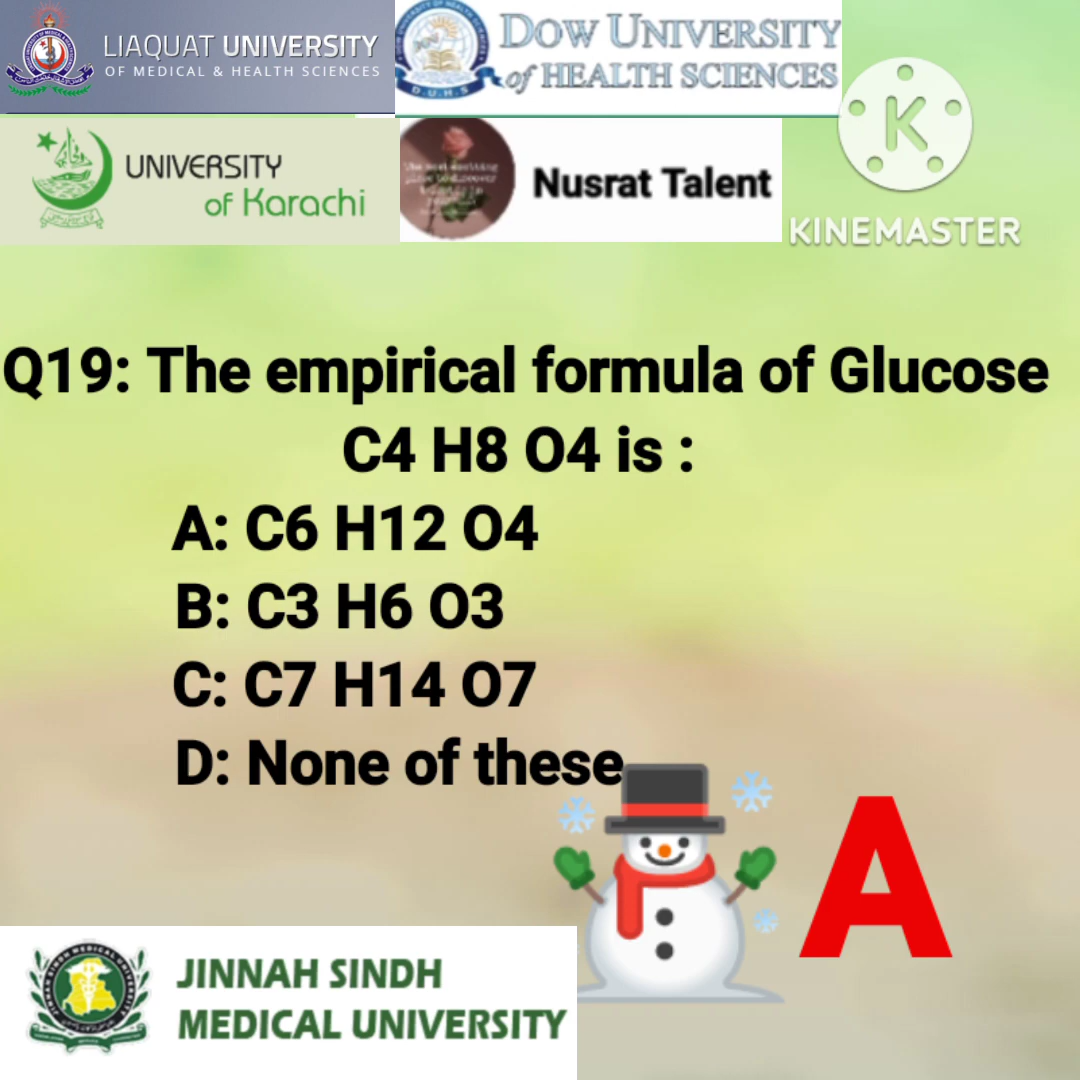 LIAQUAT UNIVERSITY
OF MEDICAL & HEALTH SCIENCES
DOW UNIVERSITY
of HEALTH SCIENCES
D.U.H.S
UNIVERSITY
of Karachi
Nusrat Talent
K
KINEMASTER
Q19: The empirical formula of Glucose
C4 H8 O4 is :
A: C6 H12 O4
B: C3 H6 O3
C: C7 H14 O7
D: None of these
A
JINNAH SINDH
MEDICAL UNIVERSITY